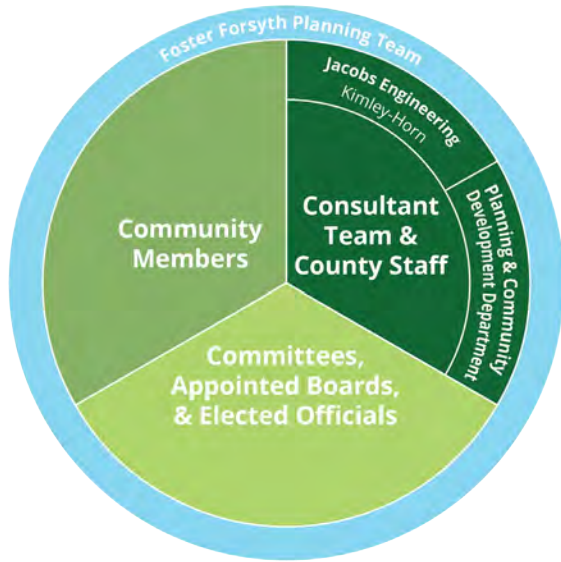 Foster Forsyth Planning Team
Jacobs Engineering
Kimley-Horn
Planning & Community
Development Department
Consultant
Team &
County Staff
Community
Members
Committees,
Appointed Boards,
& Elected Officials